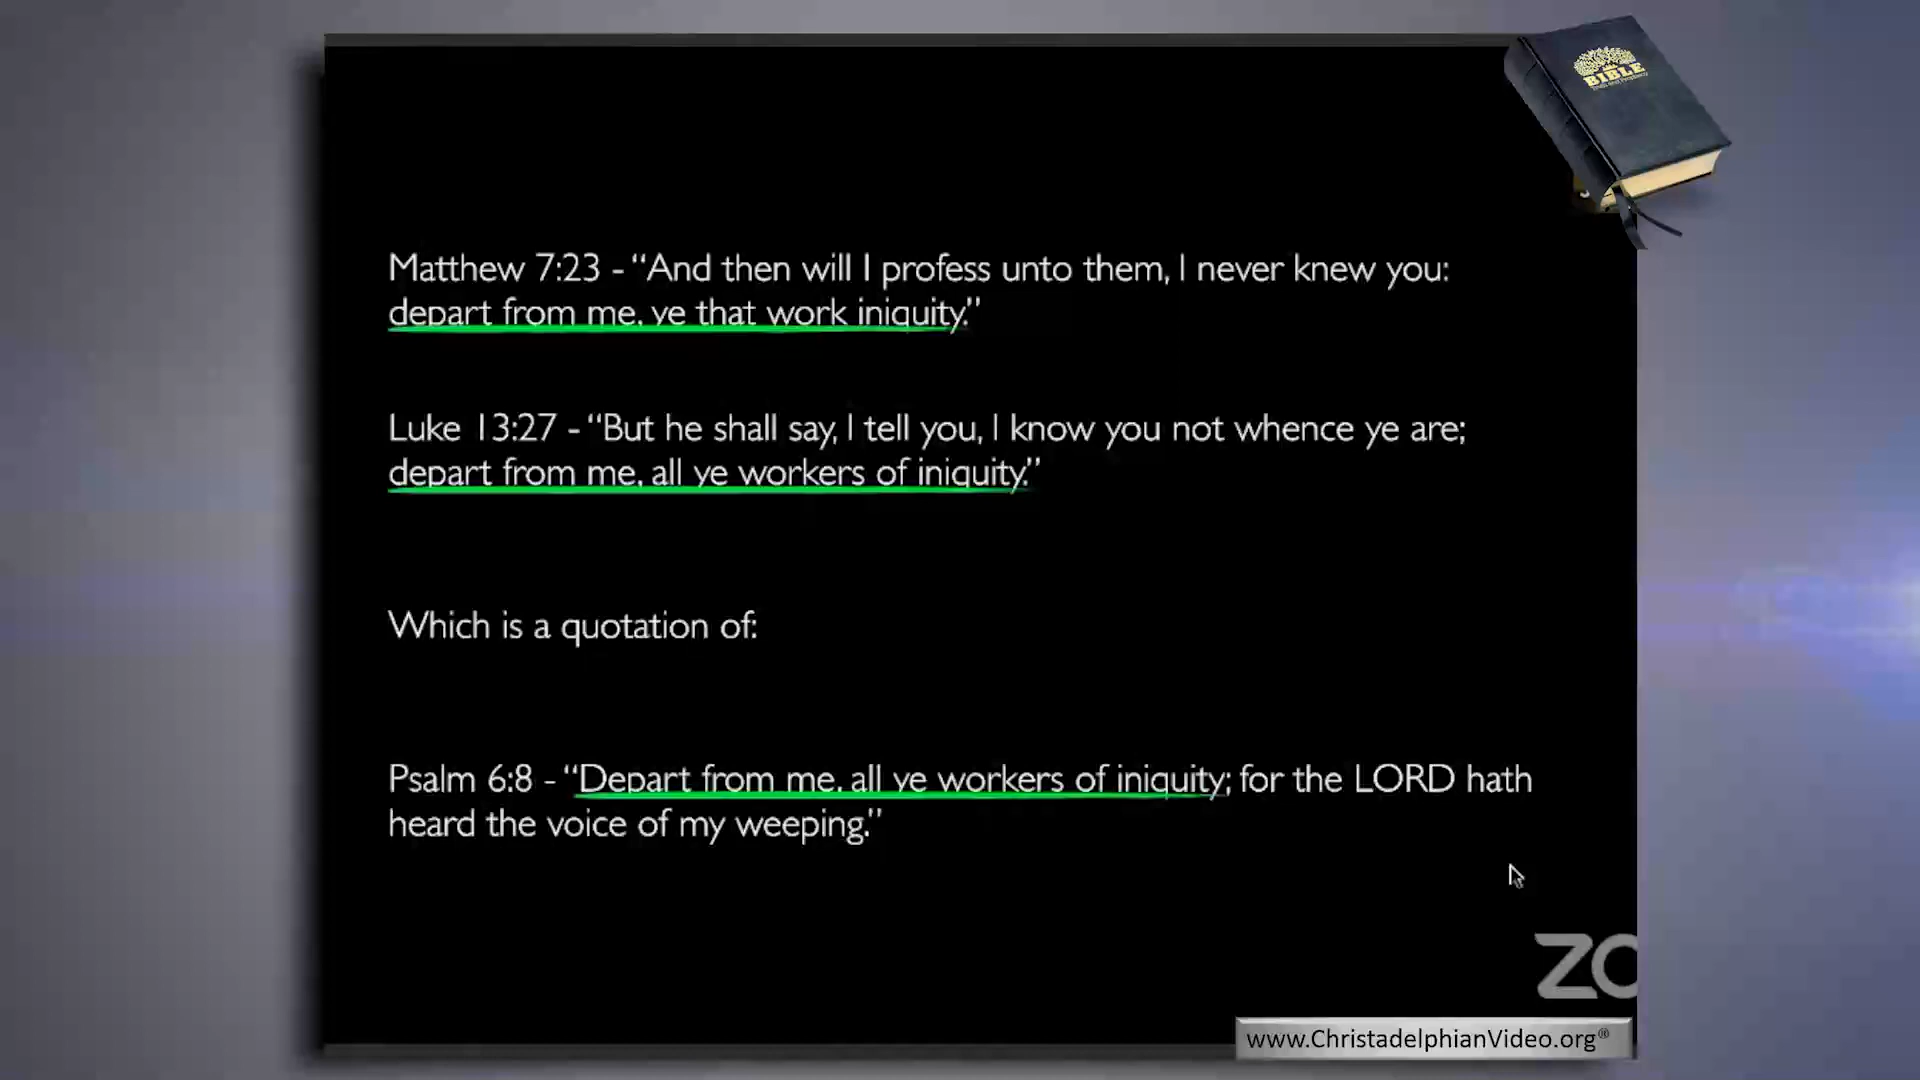 BIBLE
Matthew 7:23 - “And then will I profess unto them, I never knew you:
depart from me, ye that work iniquity.”
Luke 13:27 - “But he shall say, I tell you, I know you not whence ye are;
depart from me, all ye workers of iniquity.”
Which is a quotation of:
Psalm 6:8 - “Depart from me, all ye workers of iniquity; for the LORD hath
heard the voice of my weeping.”
ZO
www.ChristadelphianVideo.org®